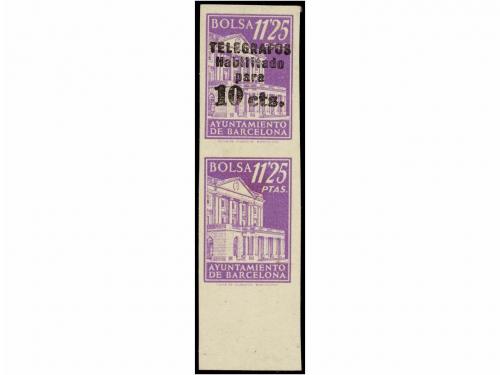 BOLSA 11'25
TELEGRAFOS
Habilitado
para
10 cts.
AYUNTAMIENTO
DE BARCELONA
BOLSA 11'25
PTAS.
AYUNTAMIENTO
DE BARCELONA